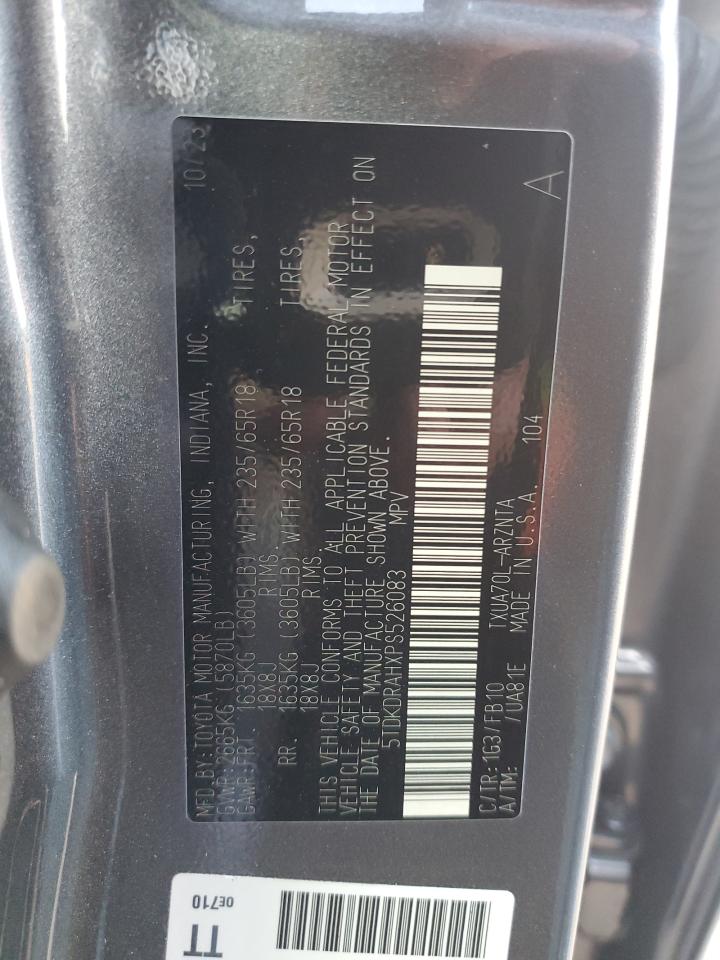 MFD.BY:TOYOTA MOTOR MANUFACTURING, INDIANA, INC. 10/23
GVWR:2665KG (5870LB)
GAWR:FRT. 1635KG (3605LB) WITH 235/65R18 TIRES,
18X8J RIMS.
RR. 1635KG (3605LB) WITH 235/65R18 TIRES,
18X8J RIMS.
THIS VEHICLE CONFORMS TO ALL APPLICABLE FEDERAL MOTOR
VEHICLE SAFETY AND THEFT PREVENTION STANDARDS IN EFFECT ON
THE DATE OF MANUFACTURE SHOWN ABOVE.
5TDKDRAHXPS526083 MPV
C/TR:1G3/FB10 TXUA70L-ARZNTA A
A/TM: /UA81E MADE IN U.S.A. 104
0E710
TT